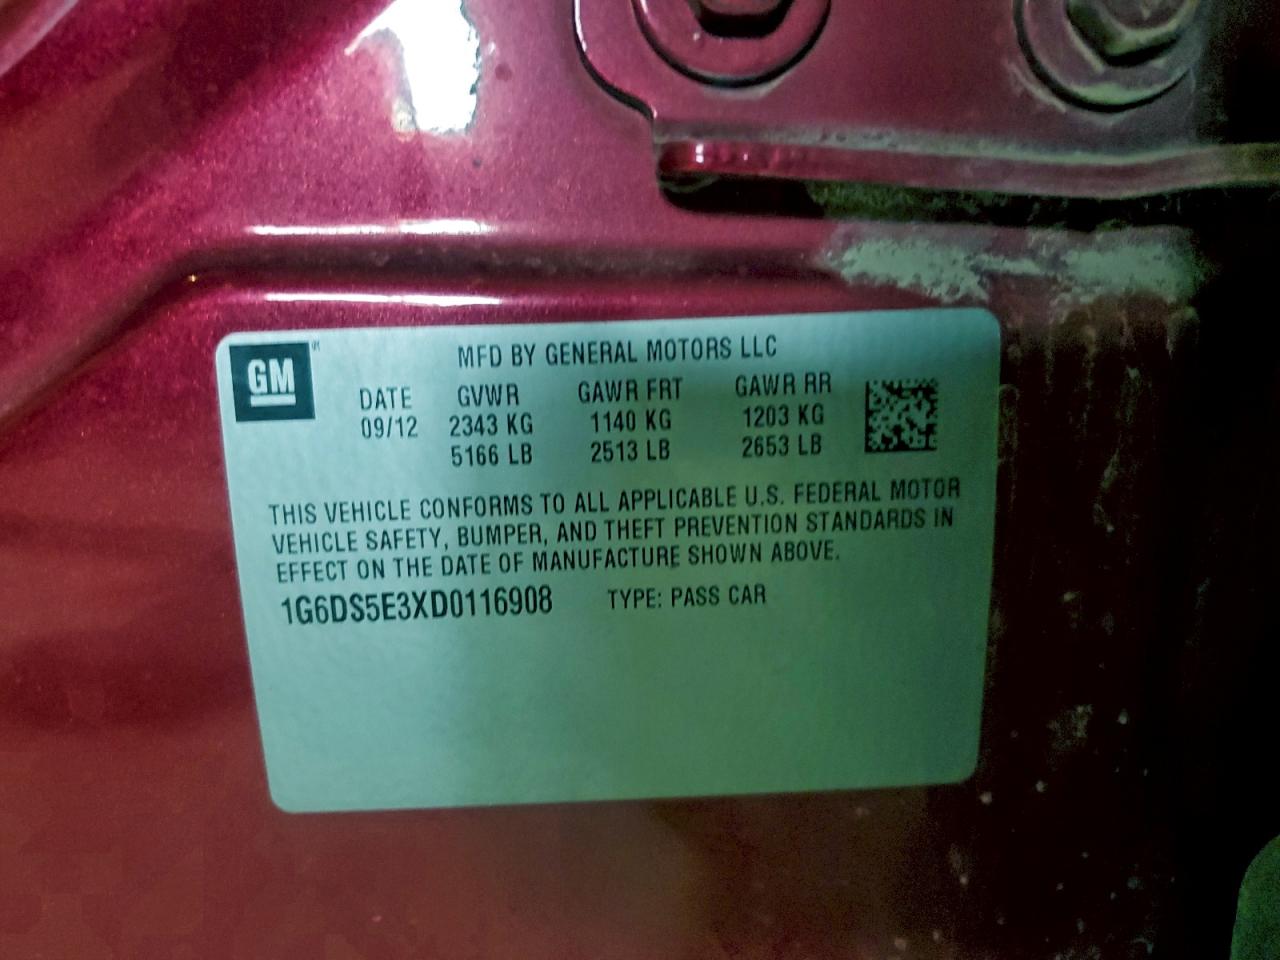 GM
MFD BY GENERAL MOTORS LLC
DATE GVWR GAWR FRT GAWR RR
09/12 2343 KG 1140 KG 1203 KG
5166 LB 2513 LB 2653 LB
THIS VEHICLE CONFORMS TO ALL APPLICABLE U.S. FEDERAL MOTOR
VEHICLE SAFETY, BUMPER, AND THEFT PREVENTION STANDARDS IN
EFFECT ON THE DATE OF MANUFACTURE SHOWN ABOVE.
1G6DS5E3XD0116908 TYPE: PASS CAR